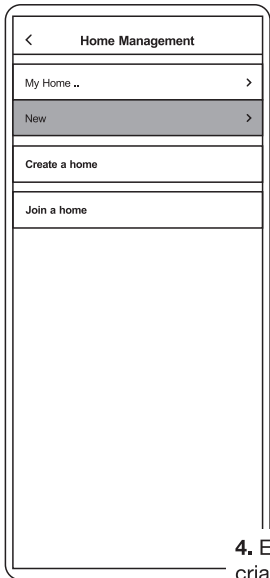 < Home Management
My Home .. >
New >
Create a home
Join a home
4. E
cria